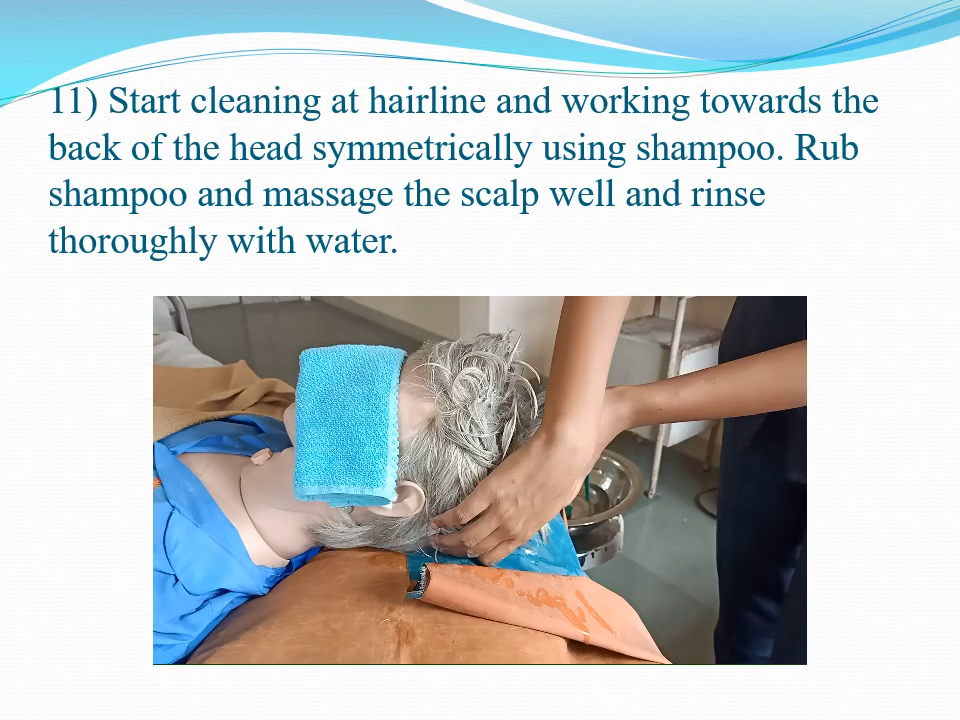 11) Start cleaning at hairline and working towards the
back of the head symmetrically using shampoo. Rub
shampoo and massage the scalp well and rinse
thoroughly with water.